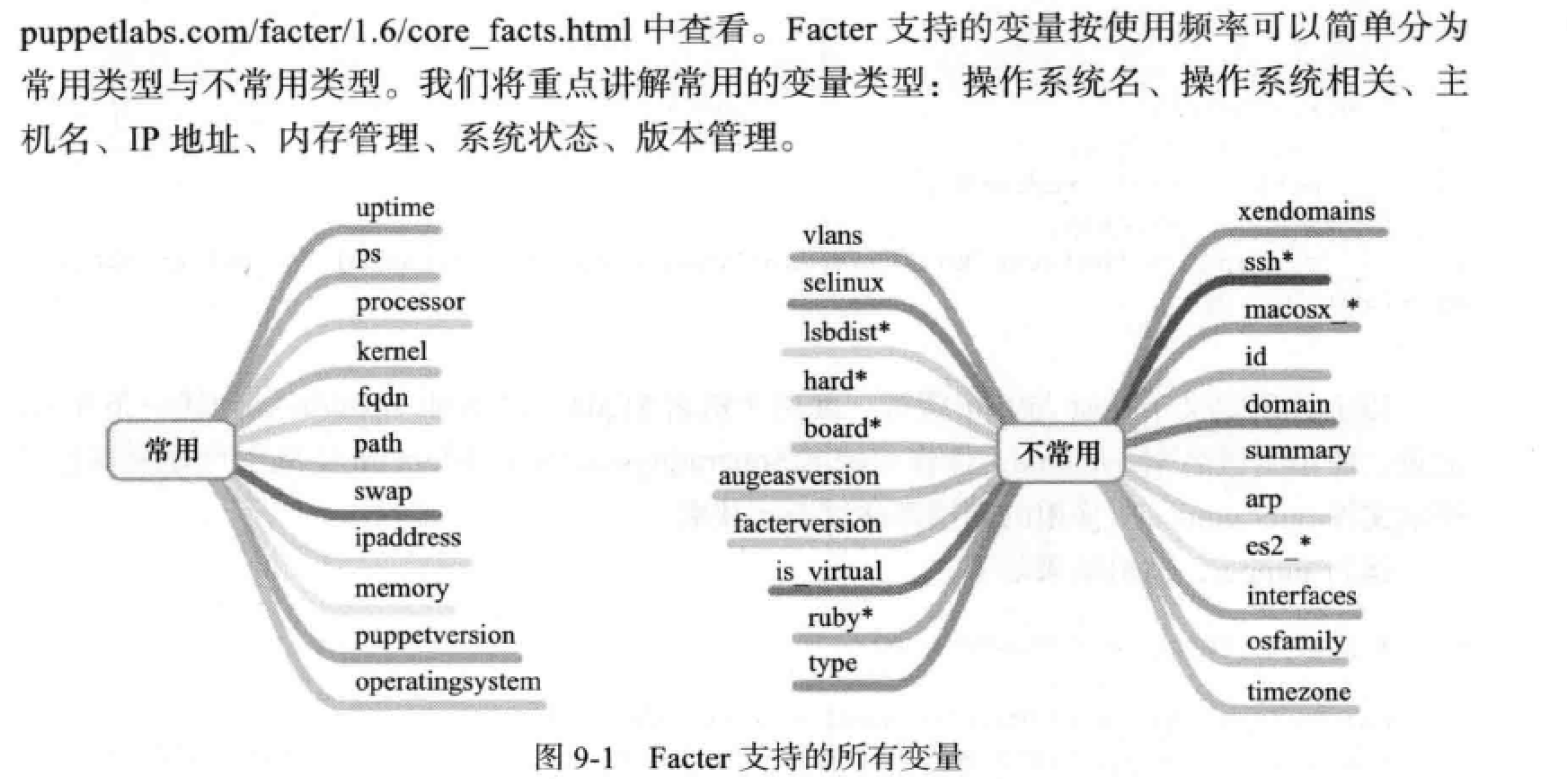 puppetlabs.com/facter/1.6/core_facts.html 中查看。Facter 支持的变量按使用频率可以简单分为
常用类型与不常用类型。我们将重点讲解常用的变量类型：操作系统名、操作系统相关、主
机名、IP 地址、内存管理、系统状态、版本管理。
常用
uptime
ps
processor
kernel
fqdn
path
swap
ipaddress
memory
puppetversion
operatingsystem
不常用
vlans
selinux
lsbdist*
hard*
board*
augeasversion
facterversion
is_virtual
ruby*
type
xendomains
ssh*
macosx_*
id
domain
summary
arp
es2_*
interfaces
osfamily
timezone
图 9-1 Facter 支持的所有变量